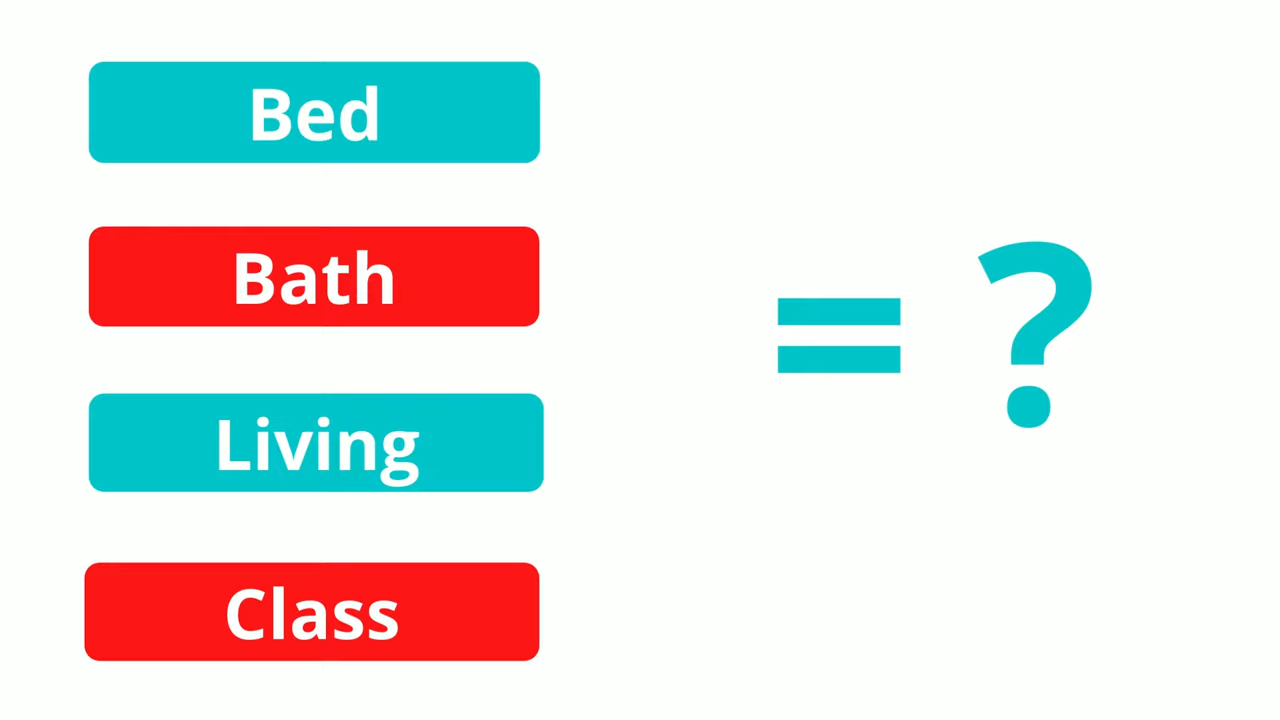 Bed
Bath
Living
Class
= ?